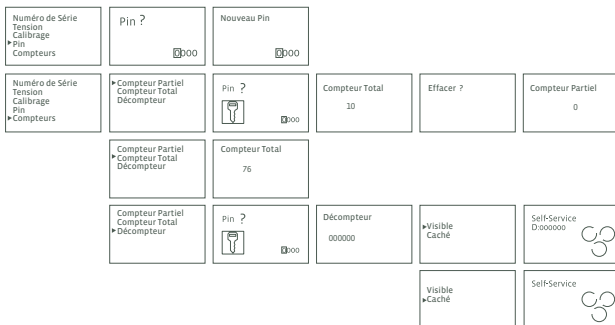 Numéro de Série
Tension
Calibrage
▸Pin
Compteurs
Pin ?
0000
Nouveau Pin
0000
Numéro de Série
Tension
Calibrage
Pin
▸Compteurs
▸Compteur Partiel
Compteur Total
Décompteur
Pin ?
0000
Compteur Total
10
Effacer ?
Compteur Partiel
0
Compteur Partiel
▸Compteur Total
Décompteur
Compteur Total
76
Compteur Partiel
Compteur Total
▸Décompteur
Pin ?
0000
Décompteur
000000
▸Visible
Caché
Self-Service
D:000000
Visible
▸Caché
Self-Service